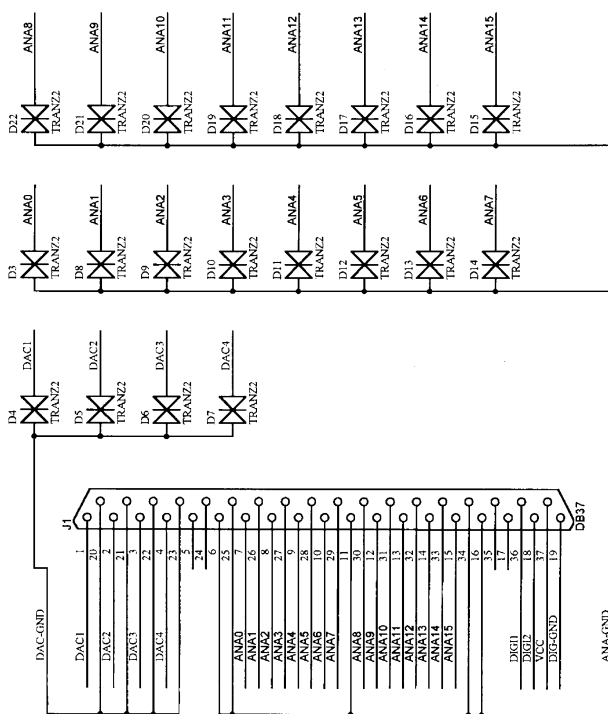 ANA8 ANA9 ANA10 ANA11 ANA12 ANA13 ANA14 ANA15
D22 D21 D20 D19 D18 D17 D16 D15
TRANZ2 TRANZ2 TRANZ2 TRANZ2 TRANZ2 TRANZ2 TRANZ2 TRANZ2
ANA0 ANA1 ANA2 ANA3 ANA4 ANA5 ANA6 ANA7
D3 D8 D9 D10 D11 D12 D13 D14
TRANZ2 TRANZ2 TRANZ2 TRANZ2 TRANZ2 TRANZ2 TRANZ2 TRANZ2
DAC1 DAC2 DAC3 DAC4
D4 D5 D6 D7
TRANZ2 TRANZ2 TRANZ2 TRANZ2
J1
DB37
1 20 2 21 3 22 4 23 5 24 6 25 7 26 8 27 9 28 10 29 11 30 12 31 13 32 14 33 15 34 16 35 17 36 18 37 19
DAC-GND
DAC1 DAC2 DAC3 DAC4
ANA0 ANA1 ANA2 ANA3 ANA4 ANA5 ANA6 ANA7
ANA8 ANA9 ANA10 ANA11 ANA12 ANA13 ANA14 ANA15
DIGI1 DIGI2 VCC DIG-GND
ANA-GND